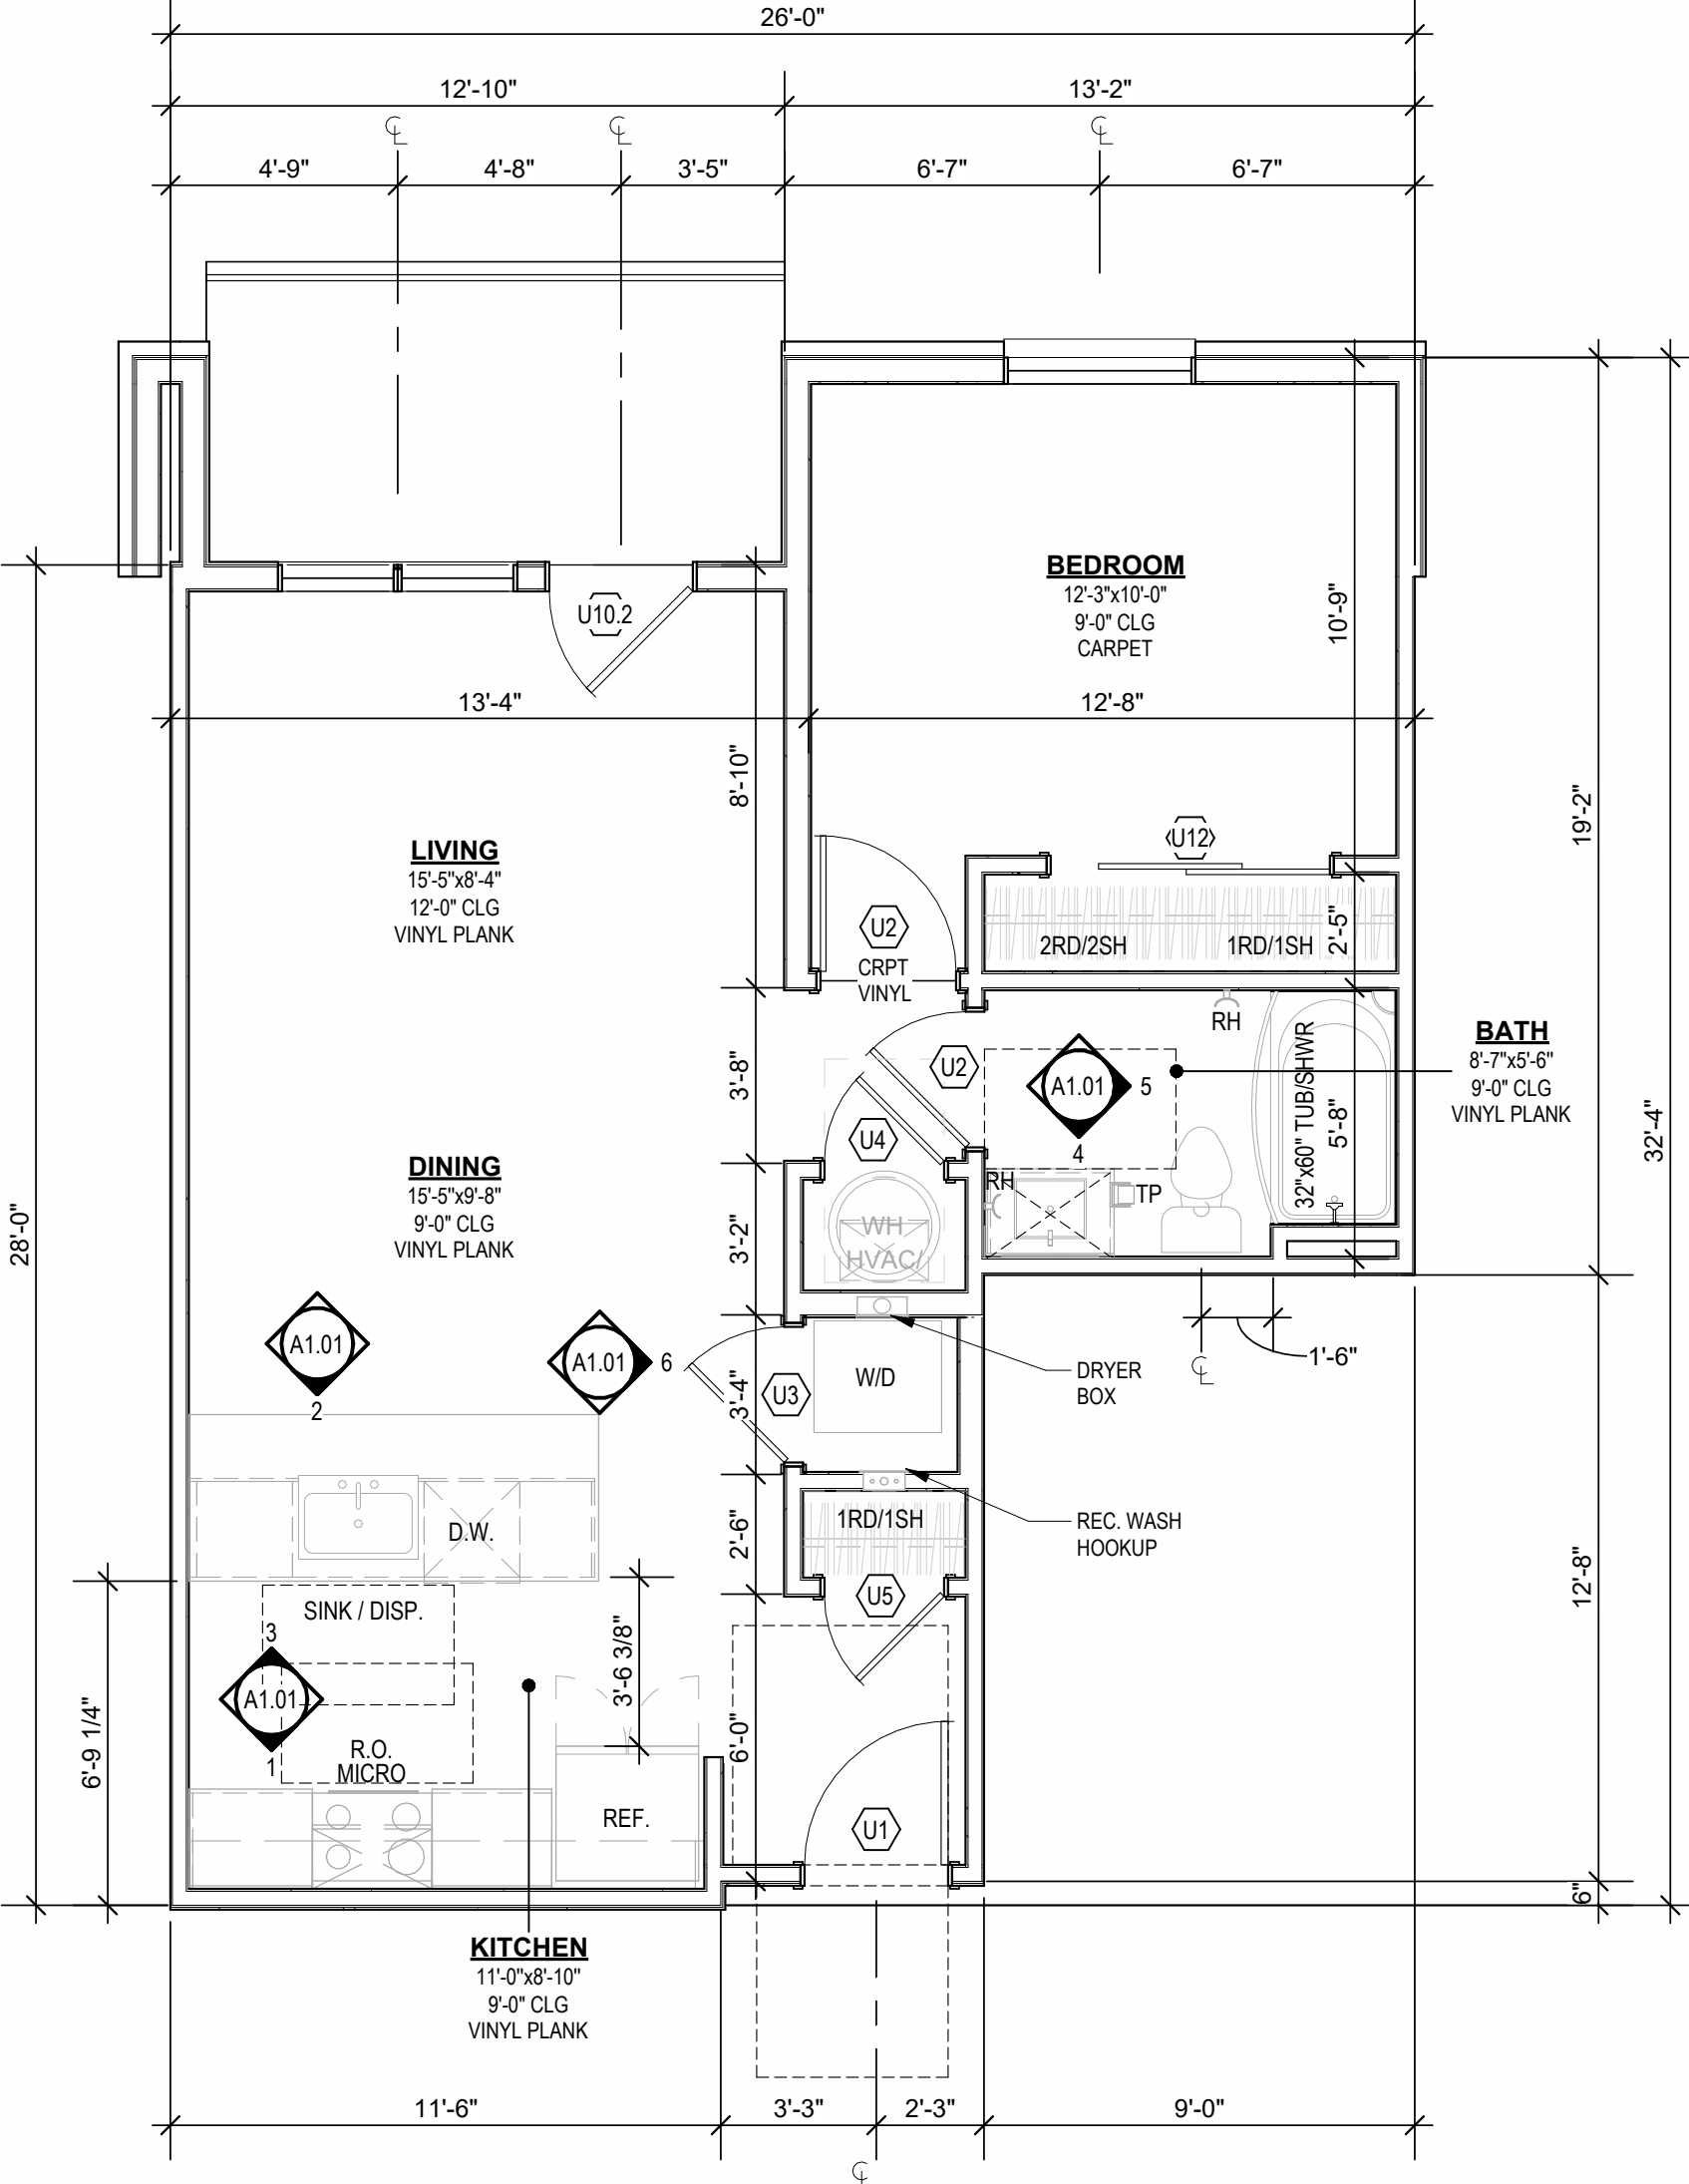 26'-0"
12'-10"
13'-2"
4'-9"
4'-8"
3'-5"
6'-7"
6'-7"
U10.2
BEDROOM
12'-3"x10'-0"
9'-0" CLG
CARPET
10'-9"
13'-4"
12'-8"
8'-10"
19'-2"
LIVING
15'-5"x8'-4"
12'-0" CLG
VINYL PLANK
U12
U2
CRPT
VINYL
2RD/2SH
1RD/1SH
2'-5"
RH
BATH
8'-7"x5'-6"
9'-0" CLG
VINYL PLANK
3'-8"
U2
A1.01
5
4
32"x60" TUB/SHWR
5'-8"
32'-4"
U4
DINING
15'-5"x9'-8"
9'-0" CLG
VINYL PLANK
28'-0"
RH
TP
3'-2"
WH
HVAC/
A1.01
2
A1.01
6
3'-4"
U3
W/D
DRYER
BOX
1'-6"
D.W.
2'-6"
1RD/1SH
REC. WASH
HOOKUP
12'-8"
U5
SINK / DISP.
3
A1.01
1
3'-6 3/8"
6'-9 1/4"
R.O.
MICRO
6'-0"
REF.
U1
6"
KITCHEN
11'-0"x8'-10"
9'-0" CLG
VINYL PLANK
11'-6"
3'-3"
2'-3"
9'-0"